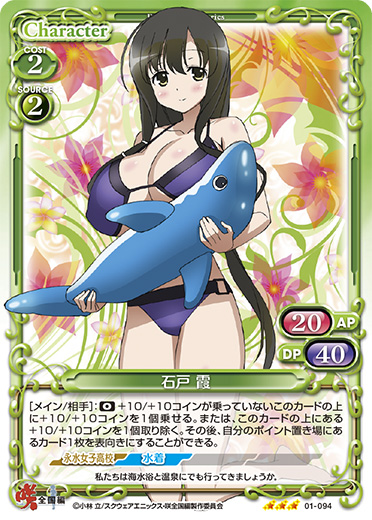 Character
COST
2
SOURCE
2
20 AP
DP 40
石戸 霞
[メイン/相手]: +10/+10コインが乗っていないこのカードの上
に+10/+10コインを1個乗せる。または、このカードの上にある
+10/+10コインを1個取り除く。その後、自分のポイント置き場に
あるカード1枚を表向きにすることができる。
永水女子高校 水着
私たちは海水浴と温泉にでも行ってきましょうか。
咲 全国編
©小林 立/スクウェアエニックス・咲全国編製作委員会 01-094